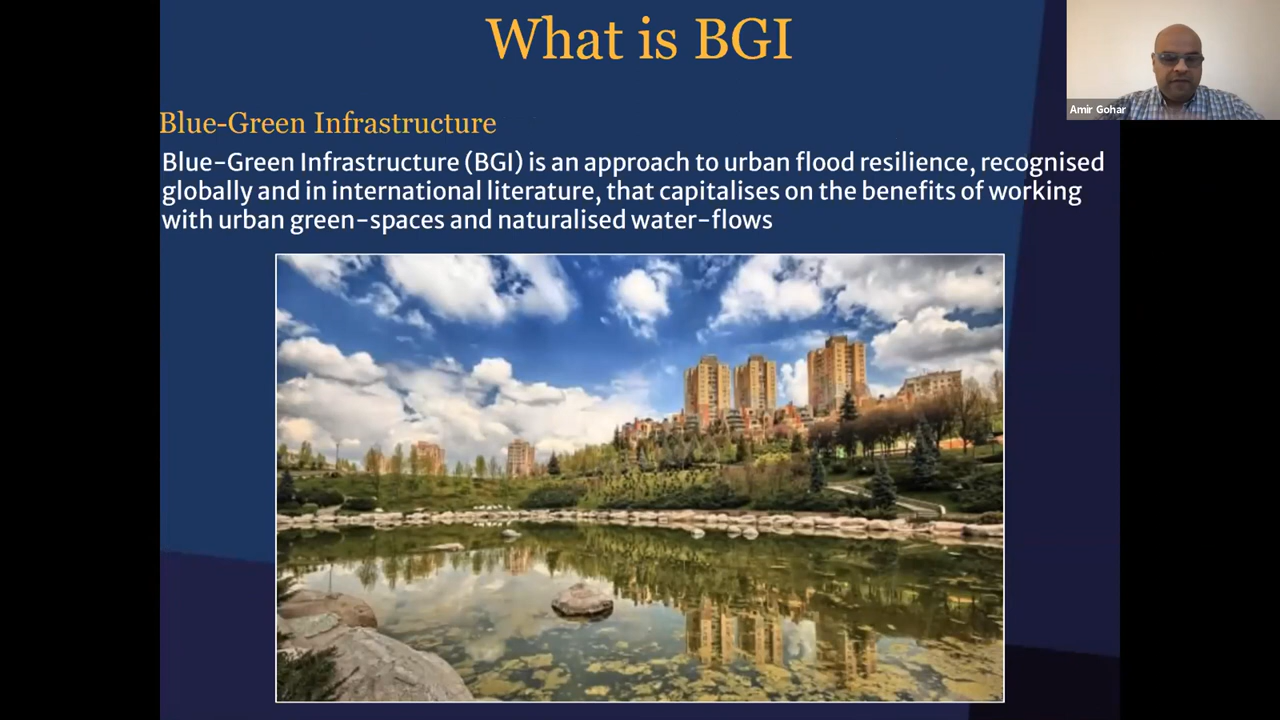 What is BGI
Amir Gohar
Blue-Green Infrastructure
Blue-Green Infrastructure (BGI) is an approach to urban flood resilience, recognised
globally and in international literature, that capitalises on the benefits of working
with urban green-spaces and naturalised water-flows